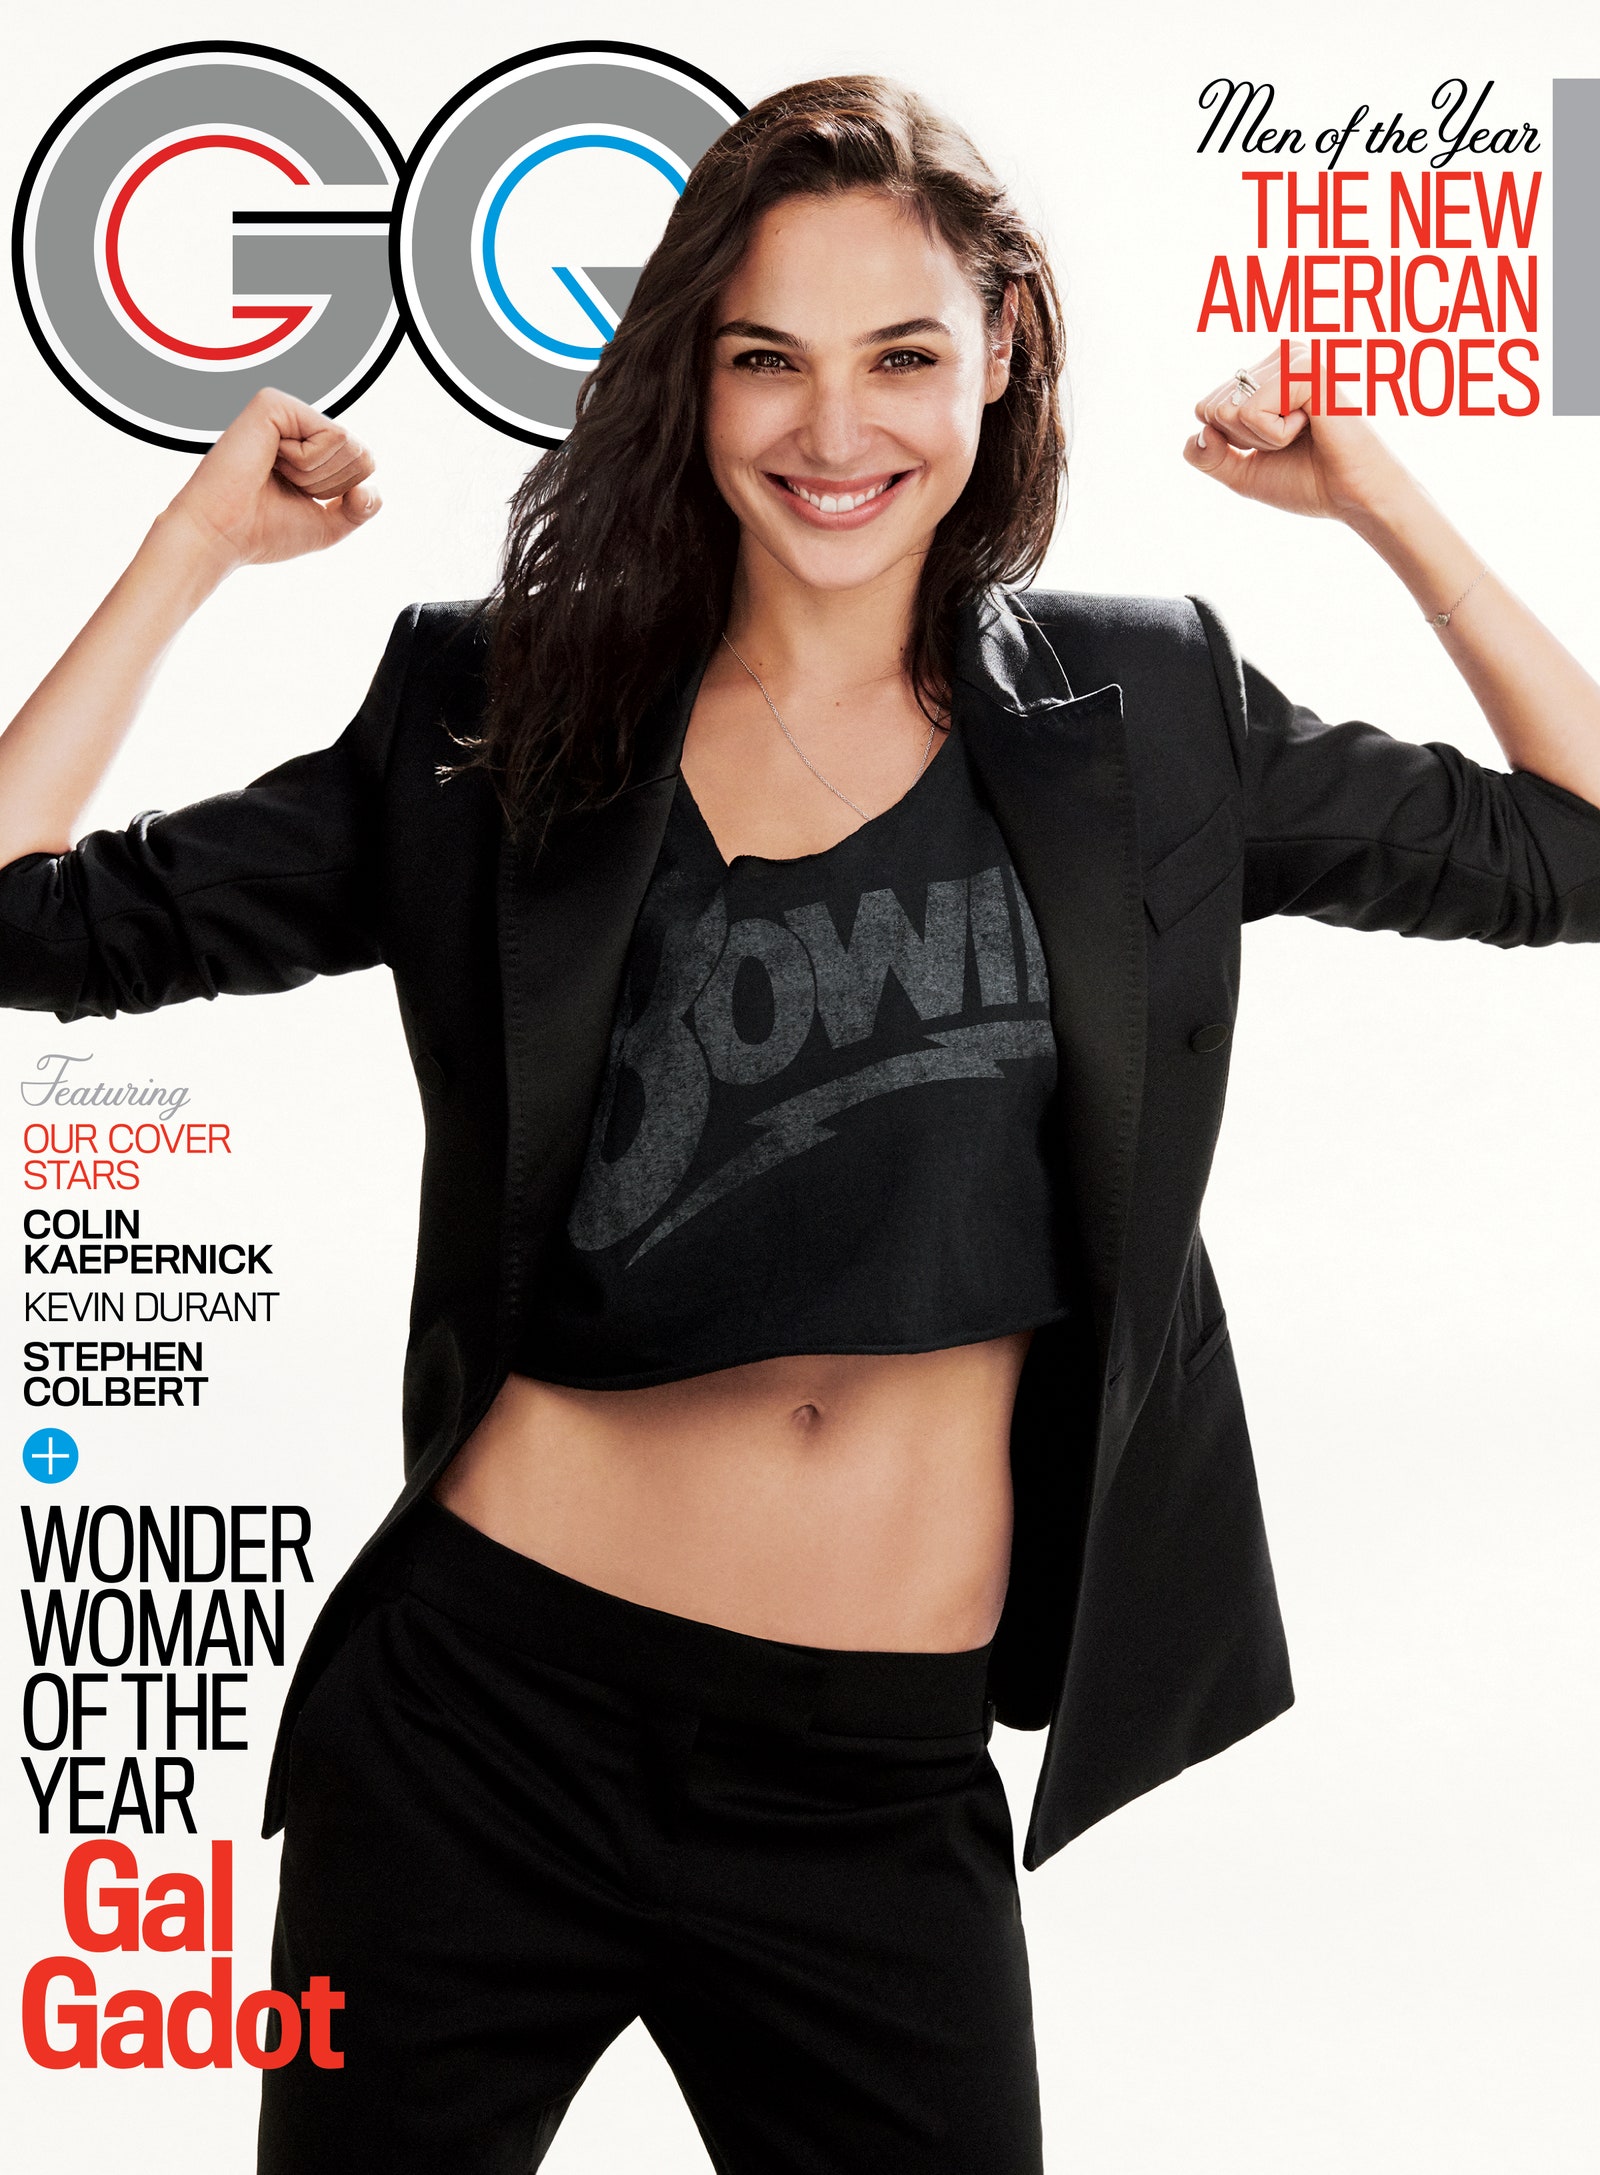 GQ
Men of the Year
THE NEW
AMERICAN
HEROES
BOWI
Featuring
OUR COVER
STARS
COLIN
KAEPERNICK
KEVIN DURANT
STEPHEN
COLBERT
+
WONDER
WOMAN
OF THE
YEAR
Gal
Gadot